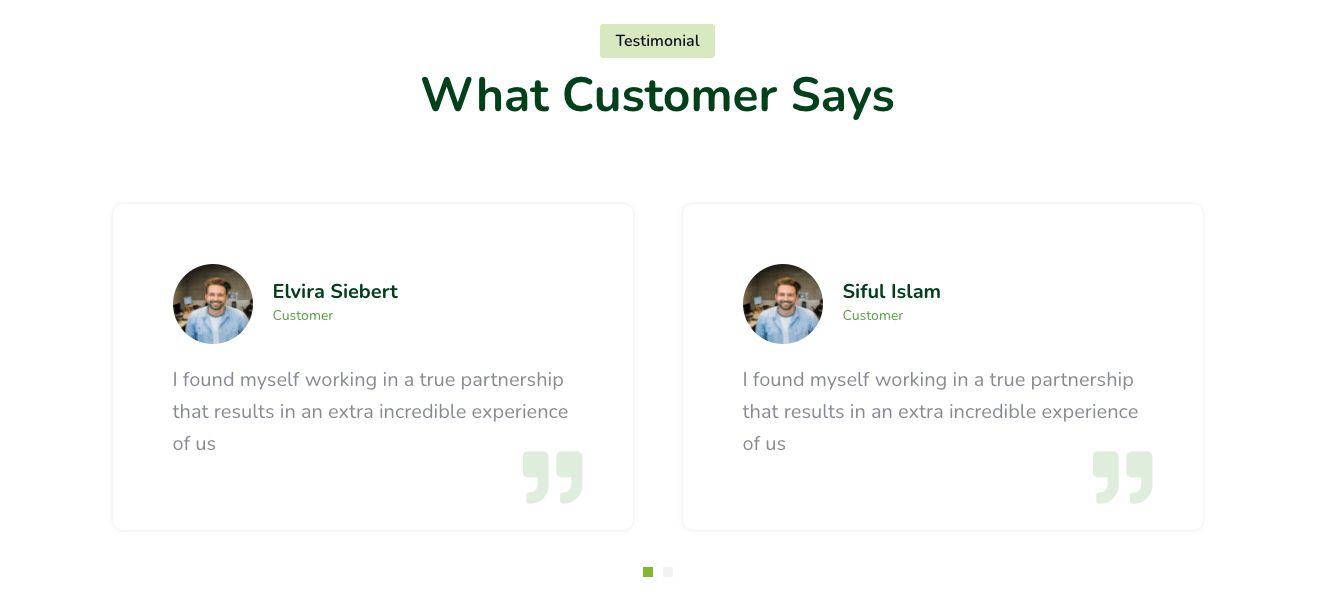 Testimonial
What Customer Says
Elvira Siebert
Customer
I found myself working in a true partnership
that results in an extra incredible experience
of us
Siful Islam
Customer
I found myself working in a true partnership
that results in an extra incredible experience
of us